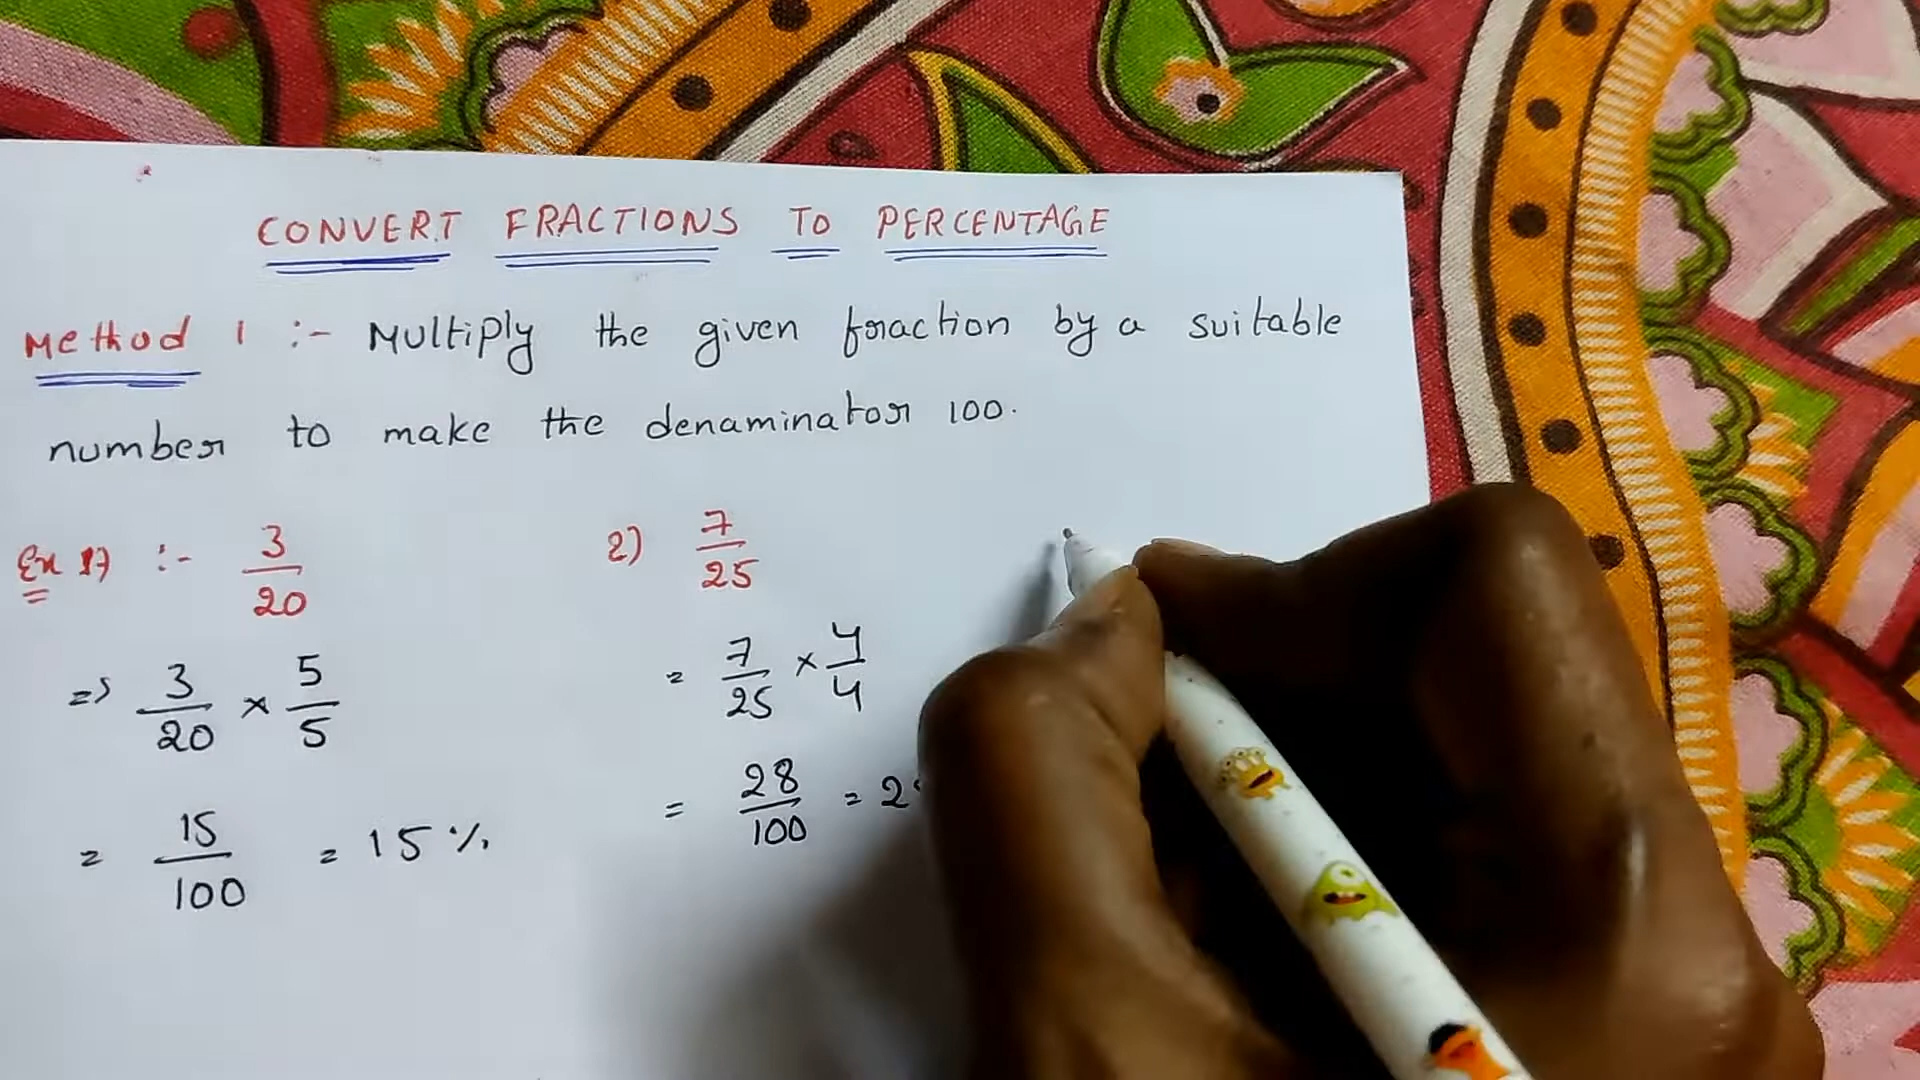 CONVERT FRACTIONS TO PERCENTAGE
Method 1 :- Multiply the given fraction by a suitable
number to make the denaminator 100.
Ex 1) :- 3/20
=> 3/20 × 5/5
= 15/100 = 15%
2) 7/25
= 7/25 × 4/4
= 28/100 = 2